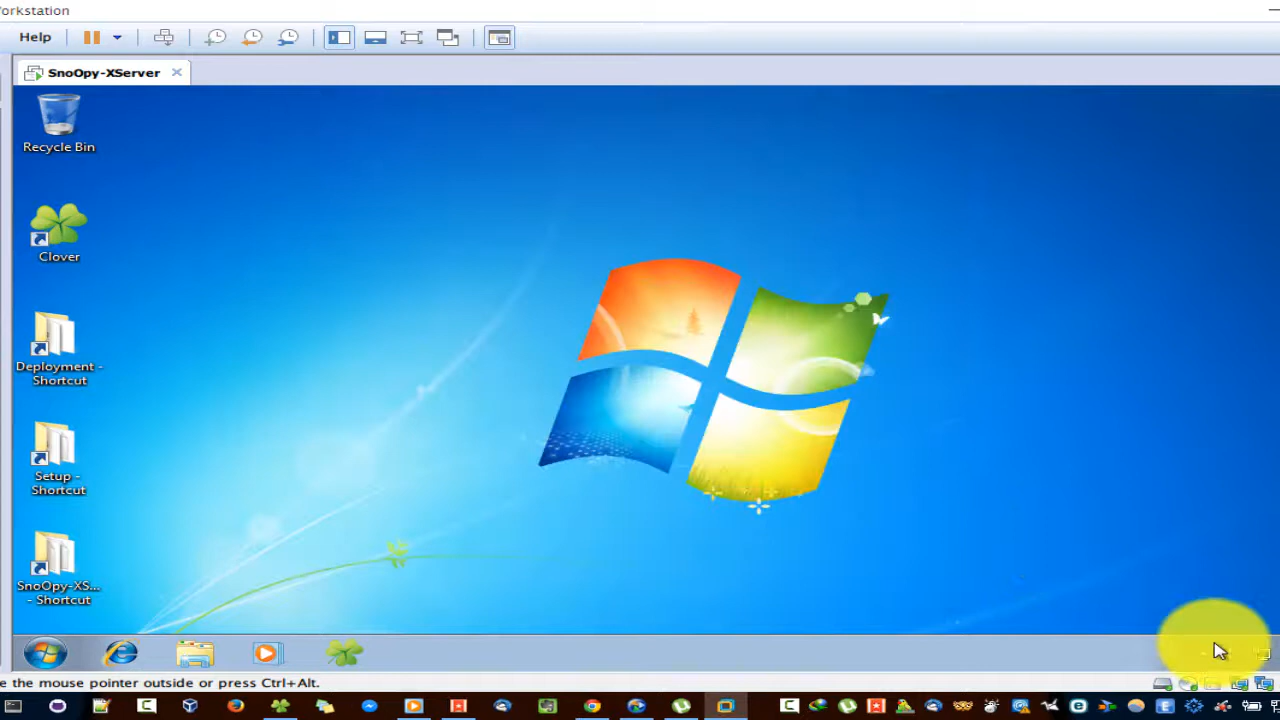 orkstation
Help
SnoOpy-XServer
Recycle Bin
Clover
Deployment -
Shortcut
Setup -
Shortcut
SnoOpy-XS...
- Shortcut
e the mouse pointer outside or press Ctrl+Alt.